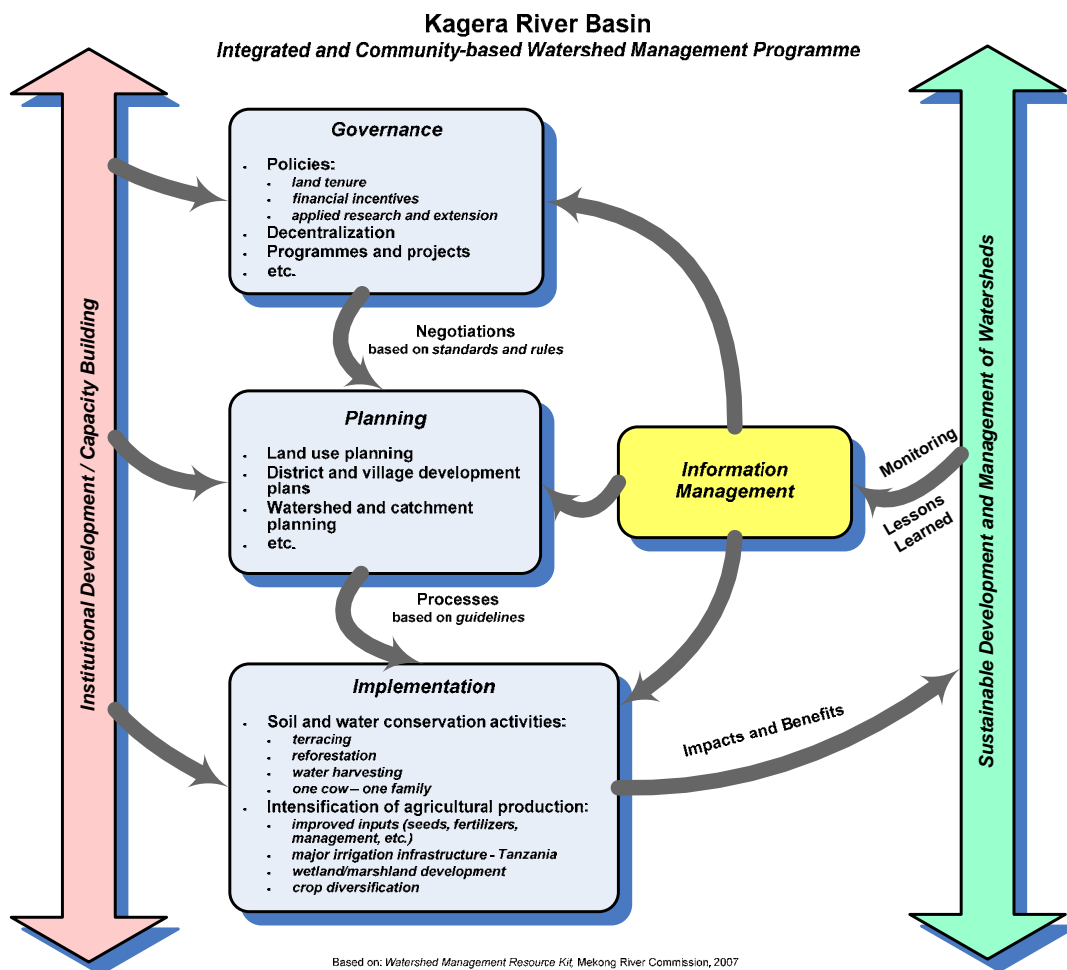 Kagera River Basin
Integrated and Community-based Watershed Management Programme
Institutional Development / Capacity Building
Governance
. Policies:
. land tenure
. financial incentives
. applied research and extension
. Decentralization
. Programmes and projects
. etc.
Negotiations
based on standards and rules
Planning
. Land use planning
. District and village development
plans
. Watershed and catchment
planning
. etc.
Information
Management
Monitoring
Lessons
Learned
Processes
based on guidelines
Implementation
. Soil and water conservation activities:
. terracing
. reforestation
. water harvesting
. one cow – one family
. Intensification of agricultural production:
. improved inputs (seeds, fertilizers,
management, etc.)
. major irrigation infrastructure - Tanzania
. wetland/marshland development
. crop diversification
Impacts and Benefits
Sustainable Development and Management of Watersheds
Based on: Watershed Management Resource Kit, Mekong River Commission, 2007